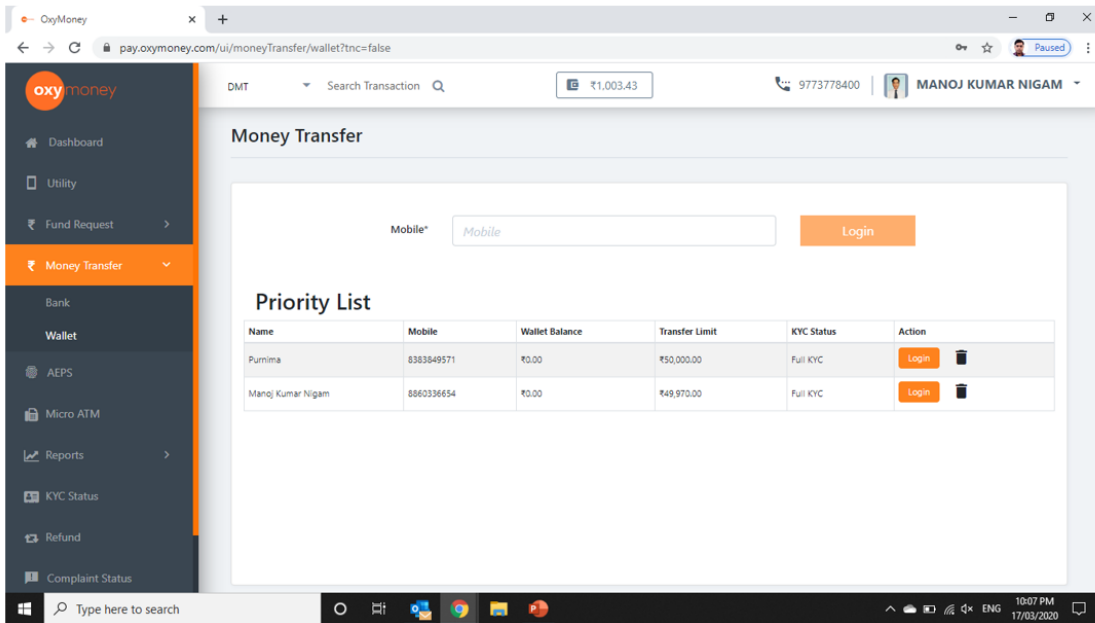 OxyMoney
pay.oxymoney.com/ui/moneyTransfer/wallet?tnc=false
Paused
oxymoney
DMT Search Transaction ₹1,003.43 9773778400 MANOJ KUMAR NIGAM
Dashboard
Utility
₹ Fund Request
₹ Money Transfer
Bank
Wallet
AEPS
Micro ATM
Reports
KYC Status
Refund
Complaint Status
Money Transfer
Mobile* Mobile Login
Priority List
Name Mobile Wallet Balance Transfer Limit KYC Status Action
Purnima 8383849571 ₹0.00 ₹50,000.00 Full KYC Login
Manoj Kumar Nigam 8860336654 ₹0.00 ₹49,970.00 Full KYC Login
Type here to search
ENG
10:07 PM
17/03/2020